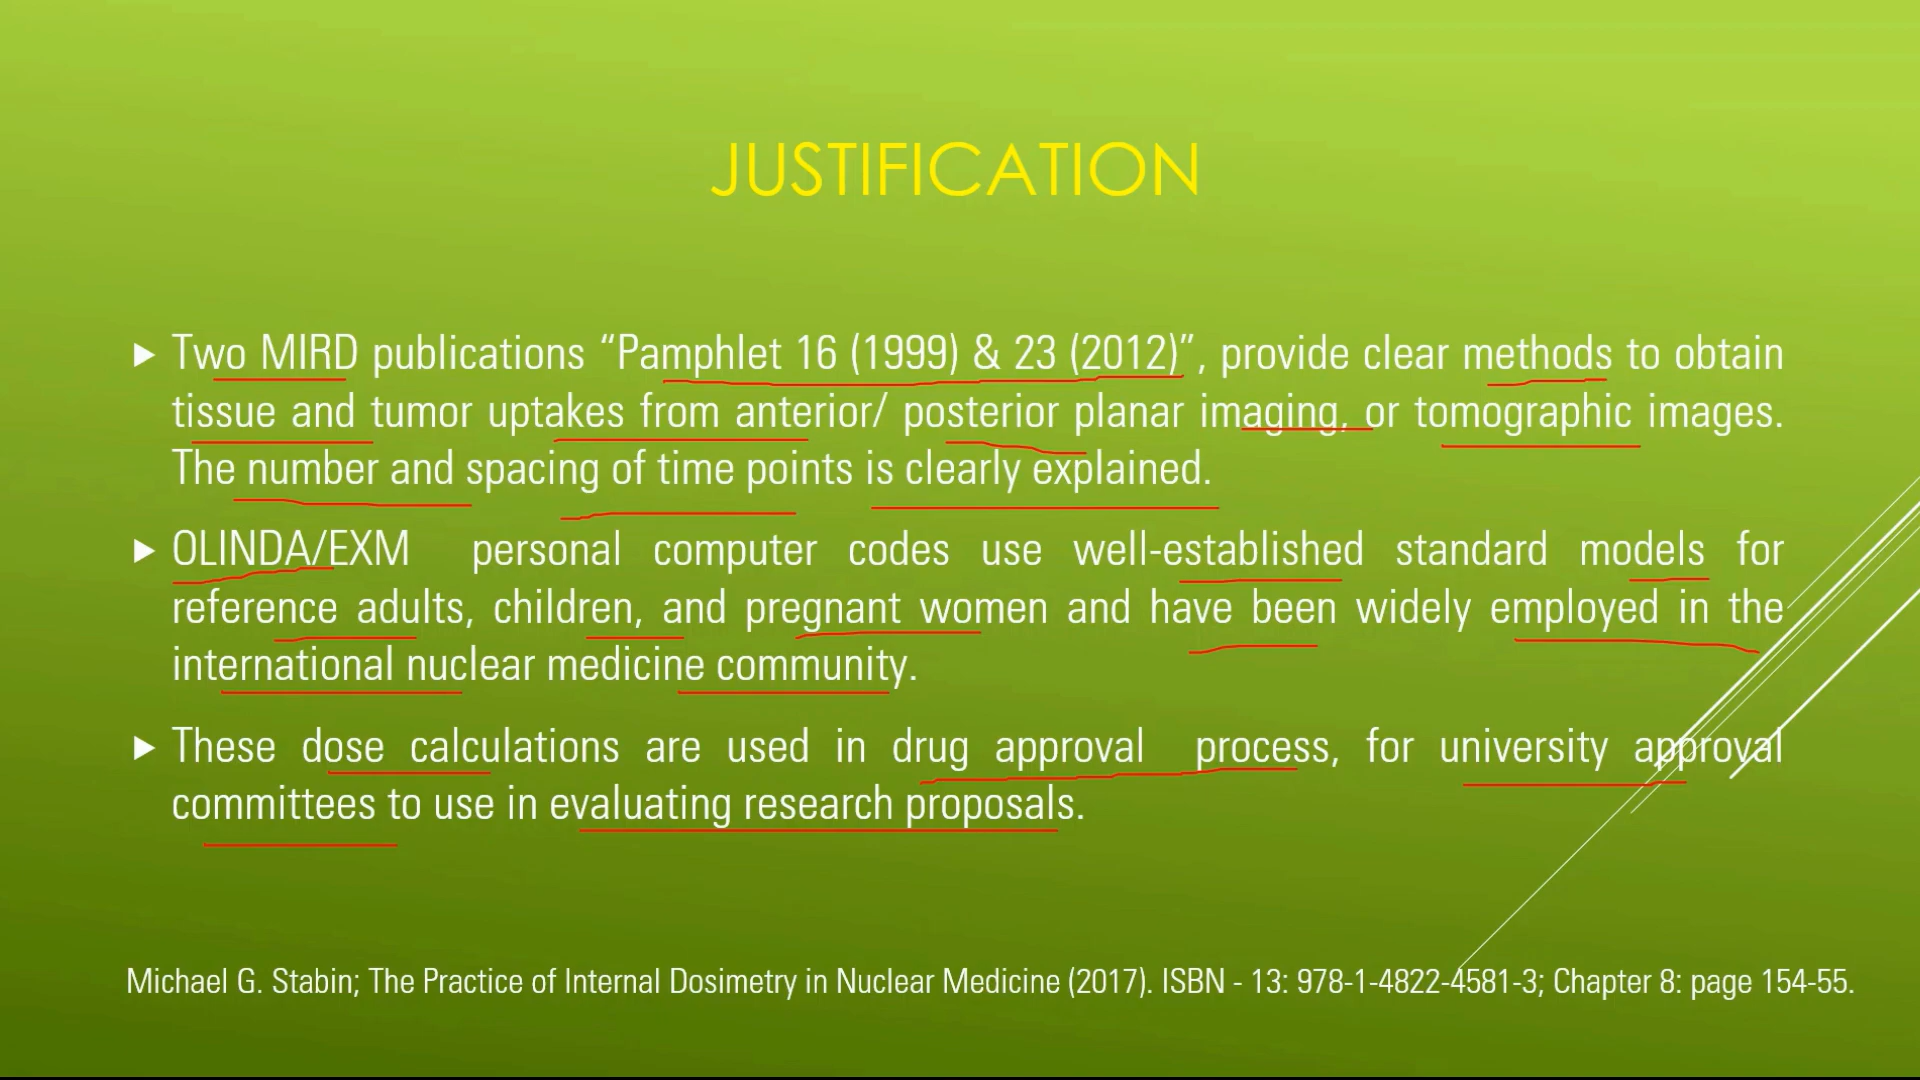 JUSTIFICATION
Two MIRD publications “Pamphlet 16 (1999) & 23 (2012)”, provide clear methods to obtain
tissue and tumor uptakes from anterior/ posterior planar imaging, or tomographic images.
The number and spacing of time points is clearly explained.
OLINDA/EXM personal computer codes use well-established standard models for
reference adults, children, and pregnant women and have been widely employed in the
international nuclear medicine community.
These dose calculations are used in drug approval process, for university approval
committees to use in evaluating research proposals.
Michael G. Stabin; The Practice of Internal Dosimetry in Nuclear Medicine (2017). ISBN - 13: 978-1-4822-4581-3; Chapter 8: page 154-55.